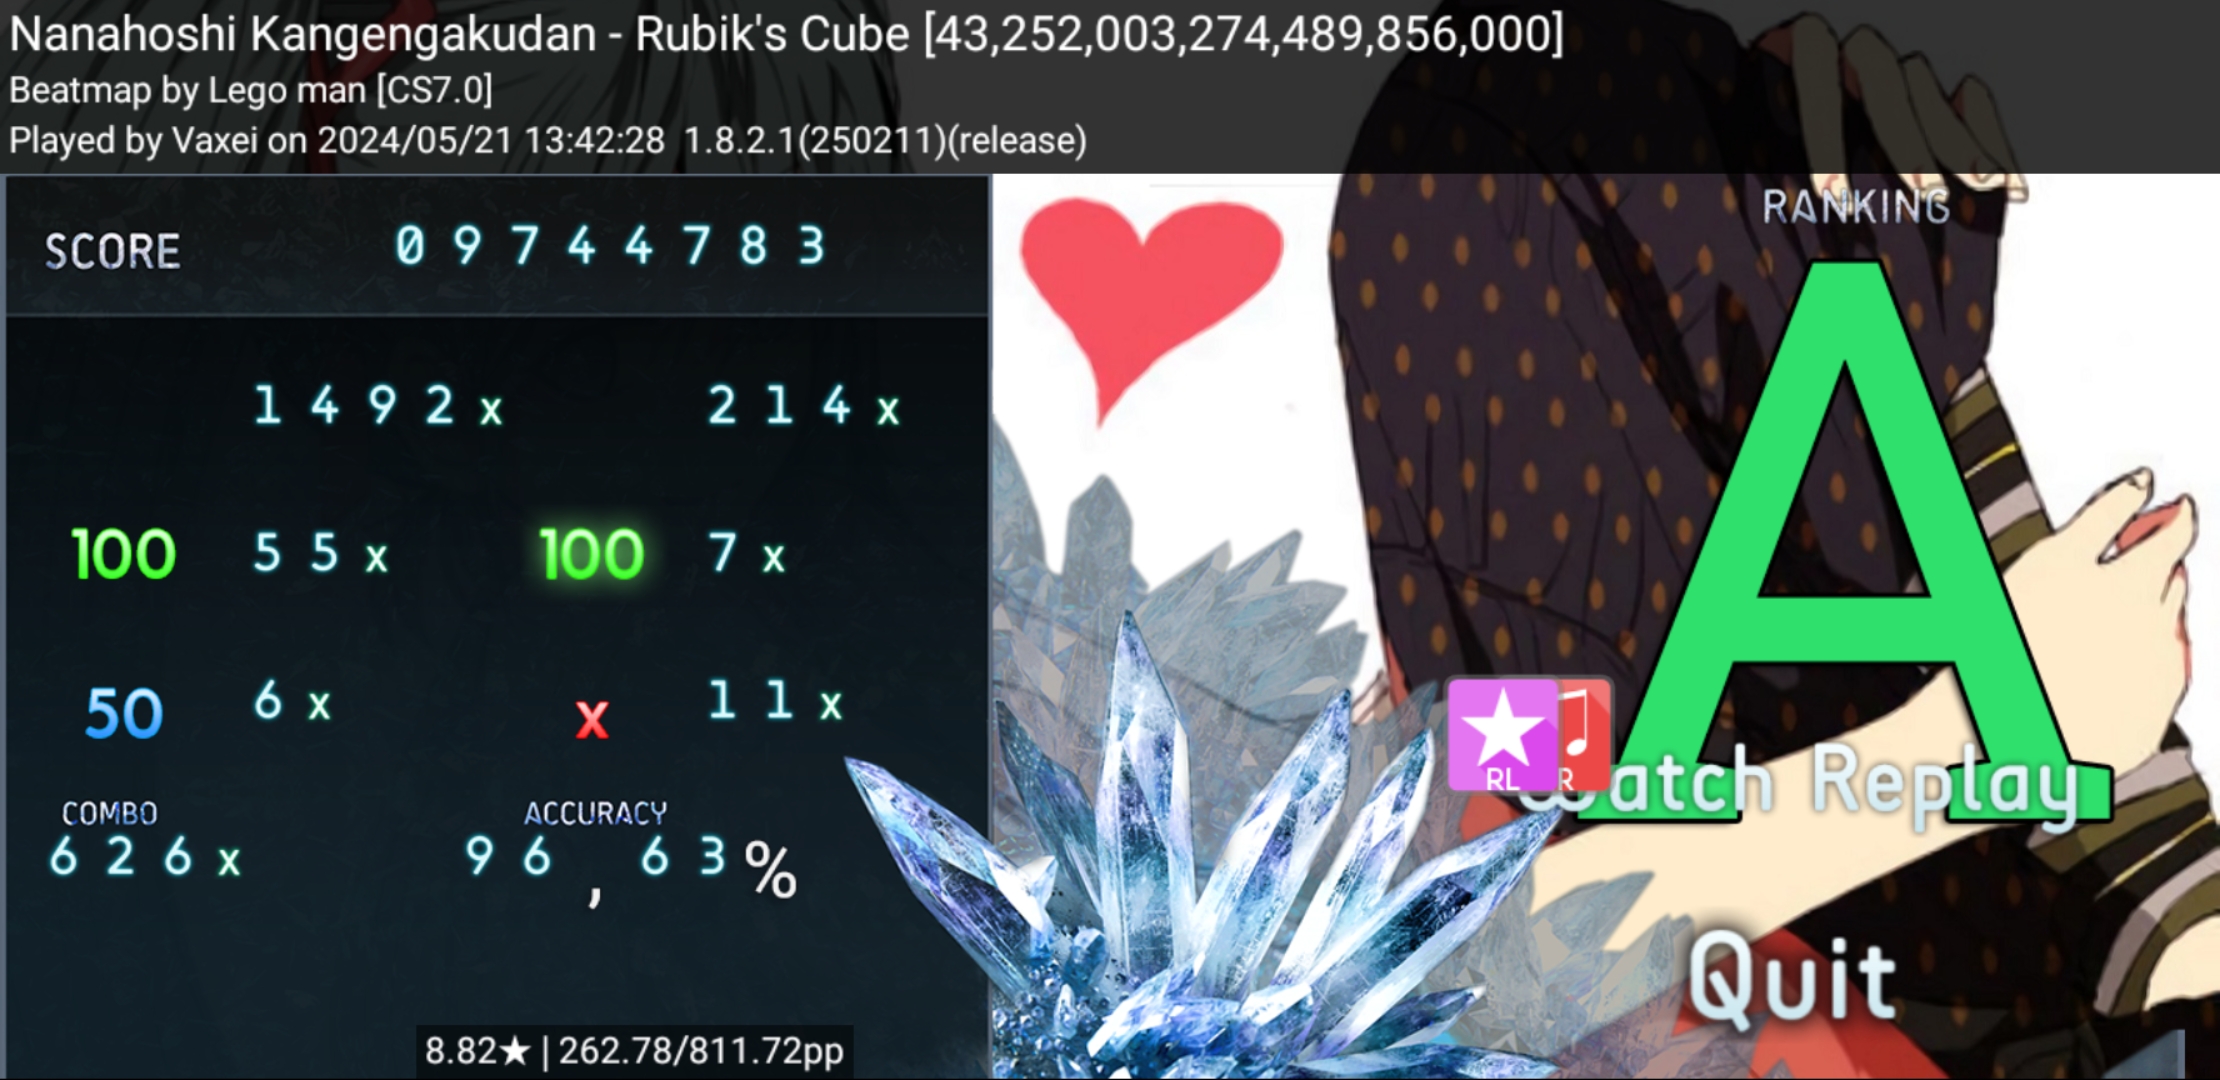 Nanahoshi Kangengakudan - Rubik's Cube [43,252,003,274,489,856,000]
Beatmap by Lego man [CS7.0]
Played by Vaxei on 2024/05/21 13:42:28 1.8.2.1(250211)(release)
SCORE 09744783
RANKING
A
1492x 214x
100 55x 100 7x
50 6x x 11x
RL R
Watch Replay
COMBO ACCURACY
626x 96,63%
Quit
8.82★ | 262.78/811.72pp